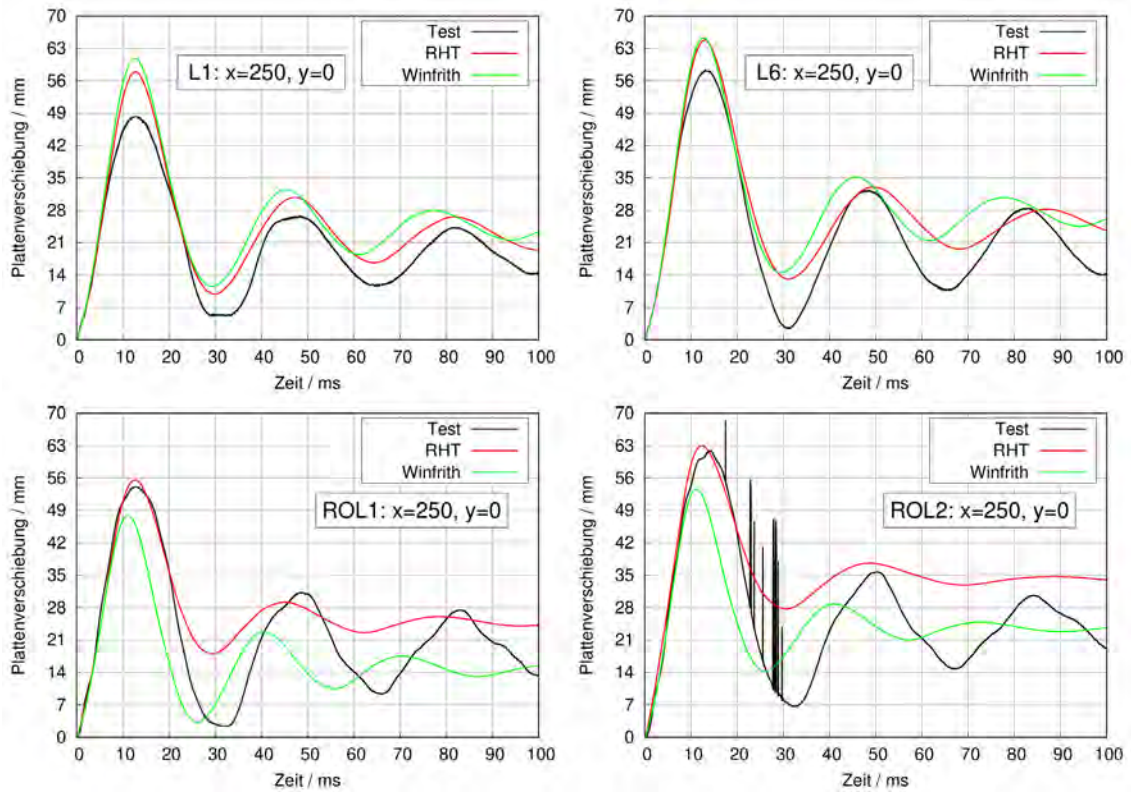 Plattenverschiebung / mm
70
63
56
49
42
35
28
21
14
7
0
Test
RHT
Winfrith
L1: x=250, y=0
0 10 20 30 40 50 60 70 80 90 100
Zeit / ms
Plattenverschiebung / mm
70
63
56
49
42
35
28
21
14
7
0
Test
RHT
Winfrith
L6: x=250, y=0
0 10 20 30 40 50 60 70 80 90 100
Zeit / ms
Plattenverschiebung / mm
70
63
56
49
42
35
28
21
14
7
0
Test
RHT
Winfrith
ROL1: x=250, y=0
0 10 20 30 40 50 60 70 80 90 100
Zeit / ms
Plattenverschiebung / mm
70
63
56
49
42
35
28
21
14
7
0
Test
RHT
Winfrith
ROL2: x=250, y=0
0 10 20 30 40 50 60 70 80 90 100
Zeit / ms